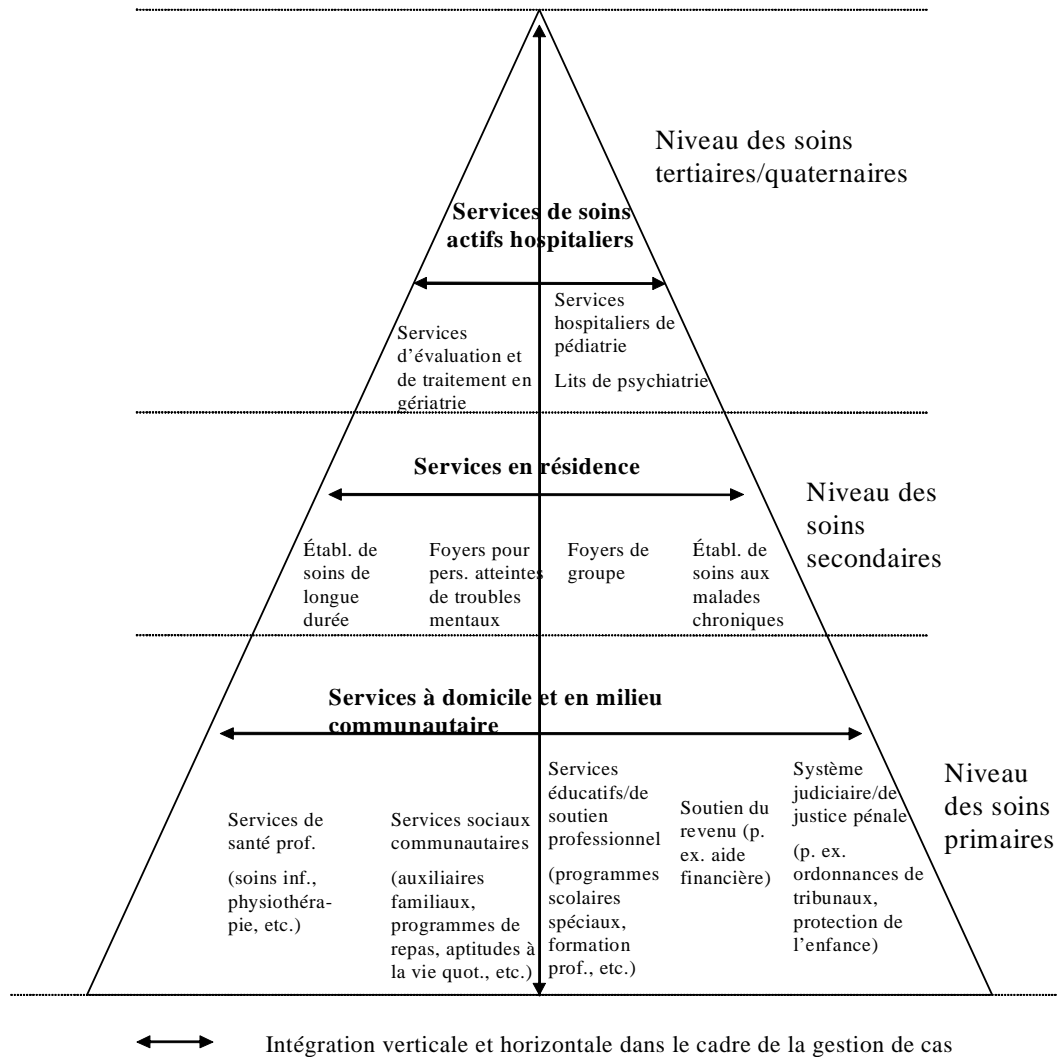 Niveau des soins
tertiaires/quaternaires
Services de soins
actifs hospitaliers
Services
d'évaluation et
de traitement en
gériatrie
Services
hospitaliers de
pédiatrie
Lits de psychiatrie
Services en résidence
Niveau des
soins
secondaires
Établ. de
soins de
longue
durée
Foyers pour
pers. atteintes
de troubles
mentaux
Foyers de
groupe
Établ. de
soins aux
malades
chroniques
Services à domicile et en milieu
communautaire
Niveau
des soins
primaires
Services de
santé prof.
(soins inf.,
physiothéra-
pie, etc.)
Services sociaux
communautaires
(auxiliaires
familiaux,
programmes de
repas, aptitudes à
la vie quot., etc.)
Services
éducatifs/de
soutien
professionnel
(programmes
scolaires
spéciaux,
formation
prof., etc.)
Soutien du
revenu (p.
ex. aide
financière)
Système
judiciaire/de
justice pénale
(p. ex.
ordonnances de
tribunaux,
protection de
l'enfance)
Intégration verticale et horizontale dans le cadre de la gestion de cas